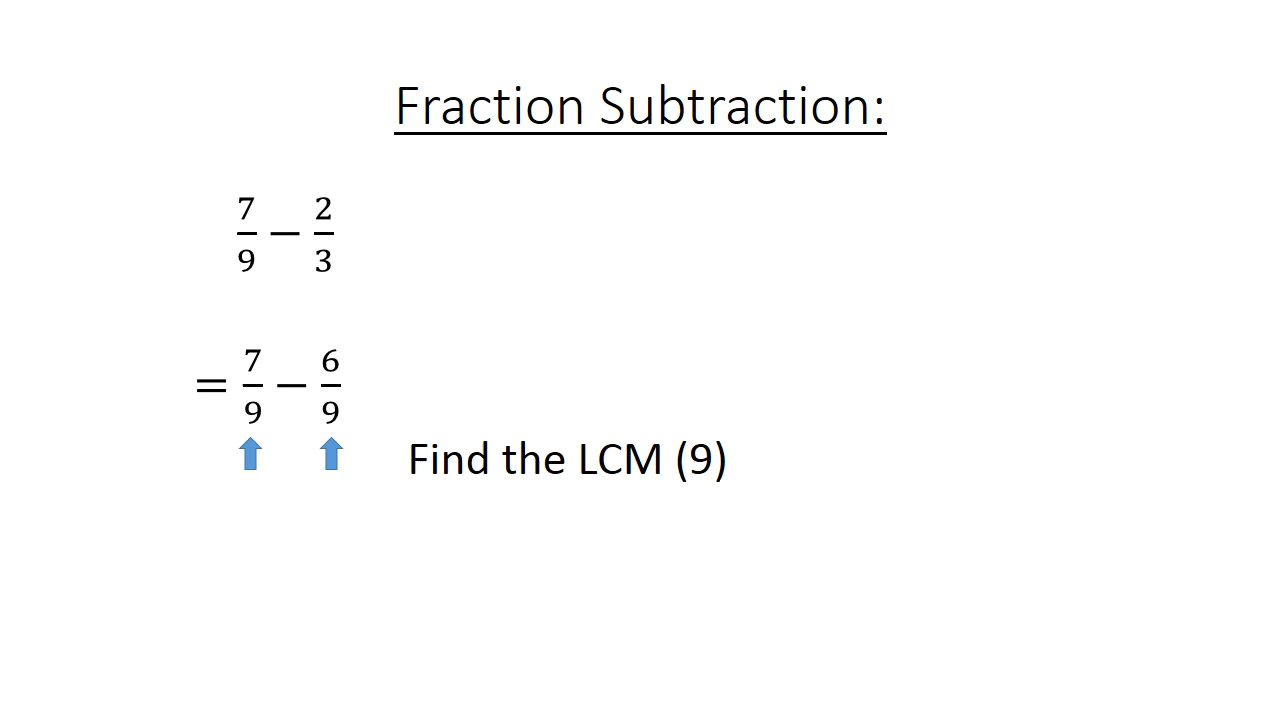 Fraction Subtraction:
7/9 − 2/3
= 7/9 − 6/9
Find the LCM (9)